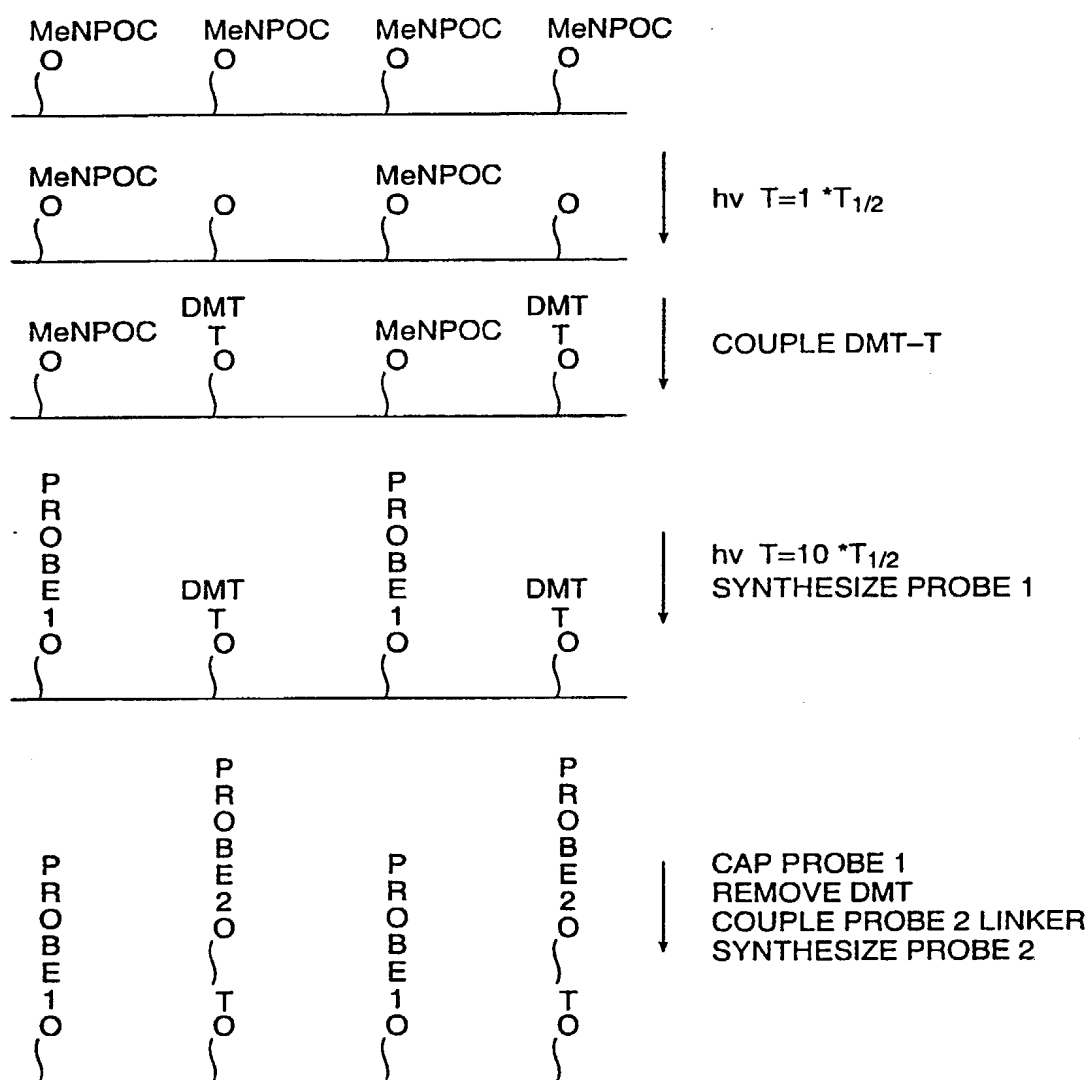 MeNPOC MeNPOC MeNPOC MeNPOC
O O O O
MeNPOC MeNPOC
O O O O
hν T=1 *T1/2
DMT DMT
MeNPOC T MeNPOC T
O O O O
COUPLE DMT–T
P P
R R
O O
B B
E DMT E DMT
1 T 1 T
O O O O
hν T=10 *T1/2
SYNTHESIZE PROBE 1
P P
R R
O O
B B
P E P E
R 2 R 2
O O O O
B B
E E
1 T 1 T
O O O O
CAP PROBE 1
REMOVE DMT
COUPLE PROBE 2 LINKER
SYNTHESIZE PROBE 2